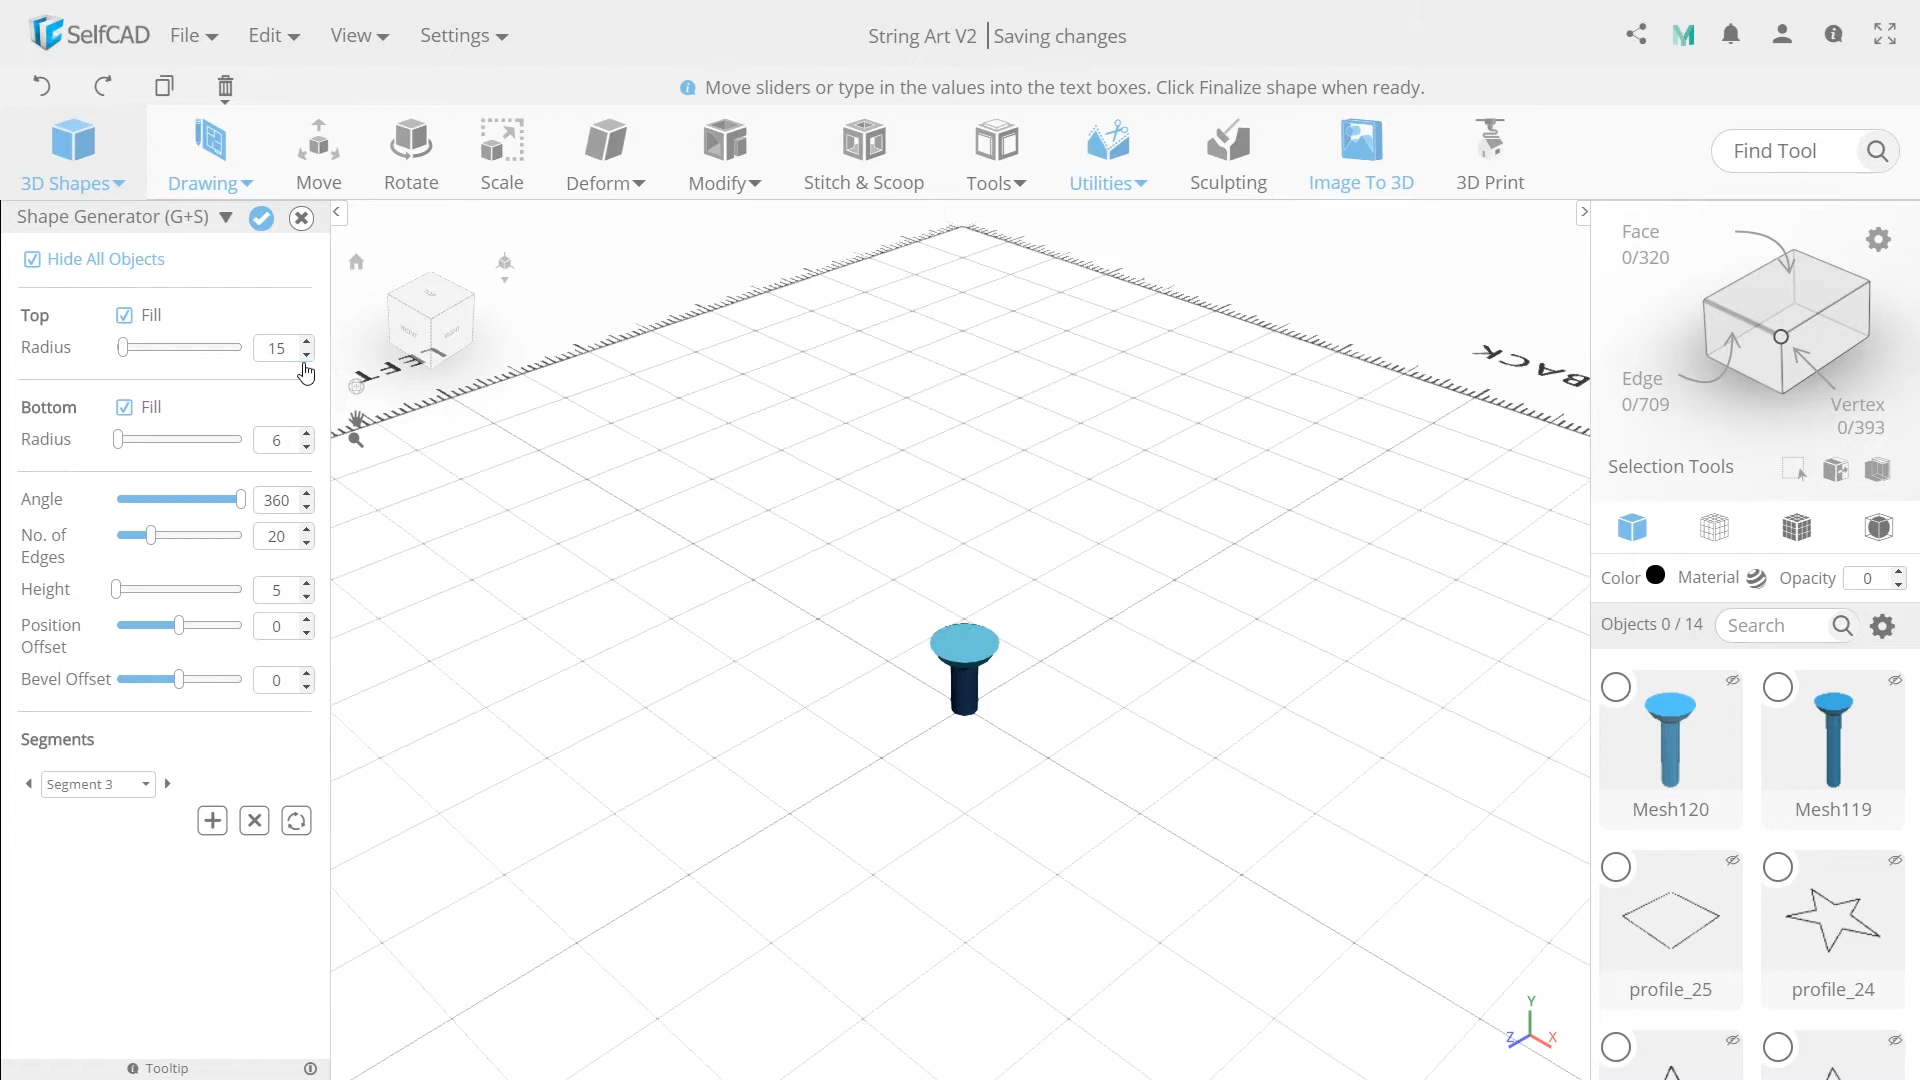 SelfCAD File Edit View Settings String Art V2 Saving changes
Move sliders or type in the values into the text boxes. Click Finalize shape when ready.
3D Shapes Drawing Move Rotate Scale Deform Modify Stitch & Scoop Tools Utilities Sculpting Image To 3D 3D Print Find Tool
Shape Generator (G+S)
Hide All Objects
Top Fill
Radius 15
Bottom Fill
Radius 6
Angle 360
No. of Edges 20
Height 5
Position Offset 0
Bevel Offset 0
Segments
Segment 3
Tooltip
BACK
Y
Z X
Face
0/320
Edge
0/709
Vertex
0/393
Selection Tools
Color Material Opacity 0
Objects 0 / 14 Search
Mesh120 Mesh119
profile_25 profile_24